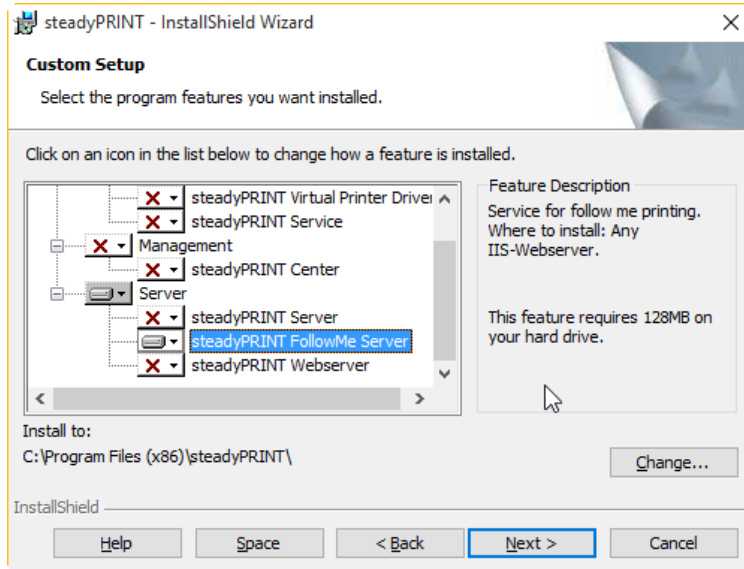 steadyPRINT - InstallShield Wizard
Custom Setup
Select the program features you want installed.
Click on an icon in the list below to change how a feature is installed.
steadyPRINT Virtual Printer Driver
steadyPRINT Service
Management
steadyPRINT Center
Server
steadyPRINT Server
steadyPRINT FollowMe Server
steadyPRINT Webserver
Feature Description
Service for follow me printing.
Where to install: Any
IIS-Webserver.
This feature requires 128MB on
your hard drive.
Install to:
C:\Program Files (x86)\steadyPRINT\
Change...
InstallShield
Help
Space
< Back
Next >
Cancel